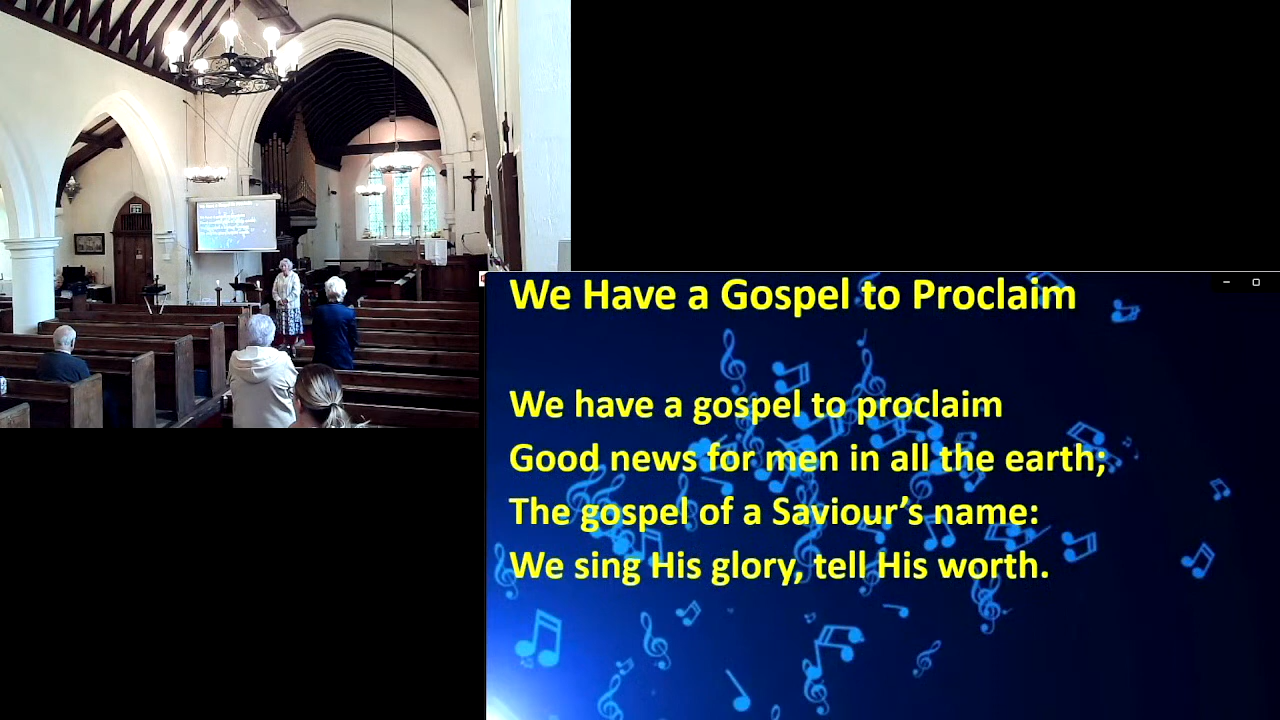 We Have a Gospel to Proclaim
We have a gospel to proclaim
Good news for men in all the earth;
The gospel of a Saviour’s name:
We sing His glory, tell His worth.